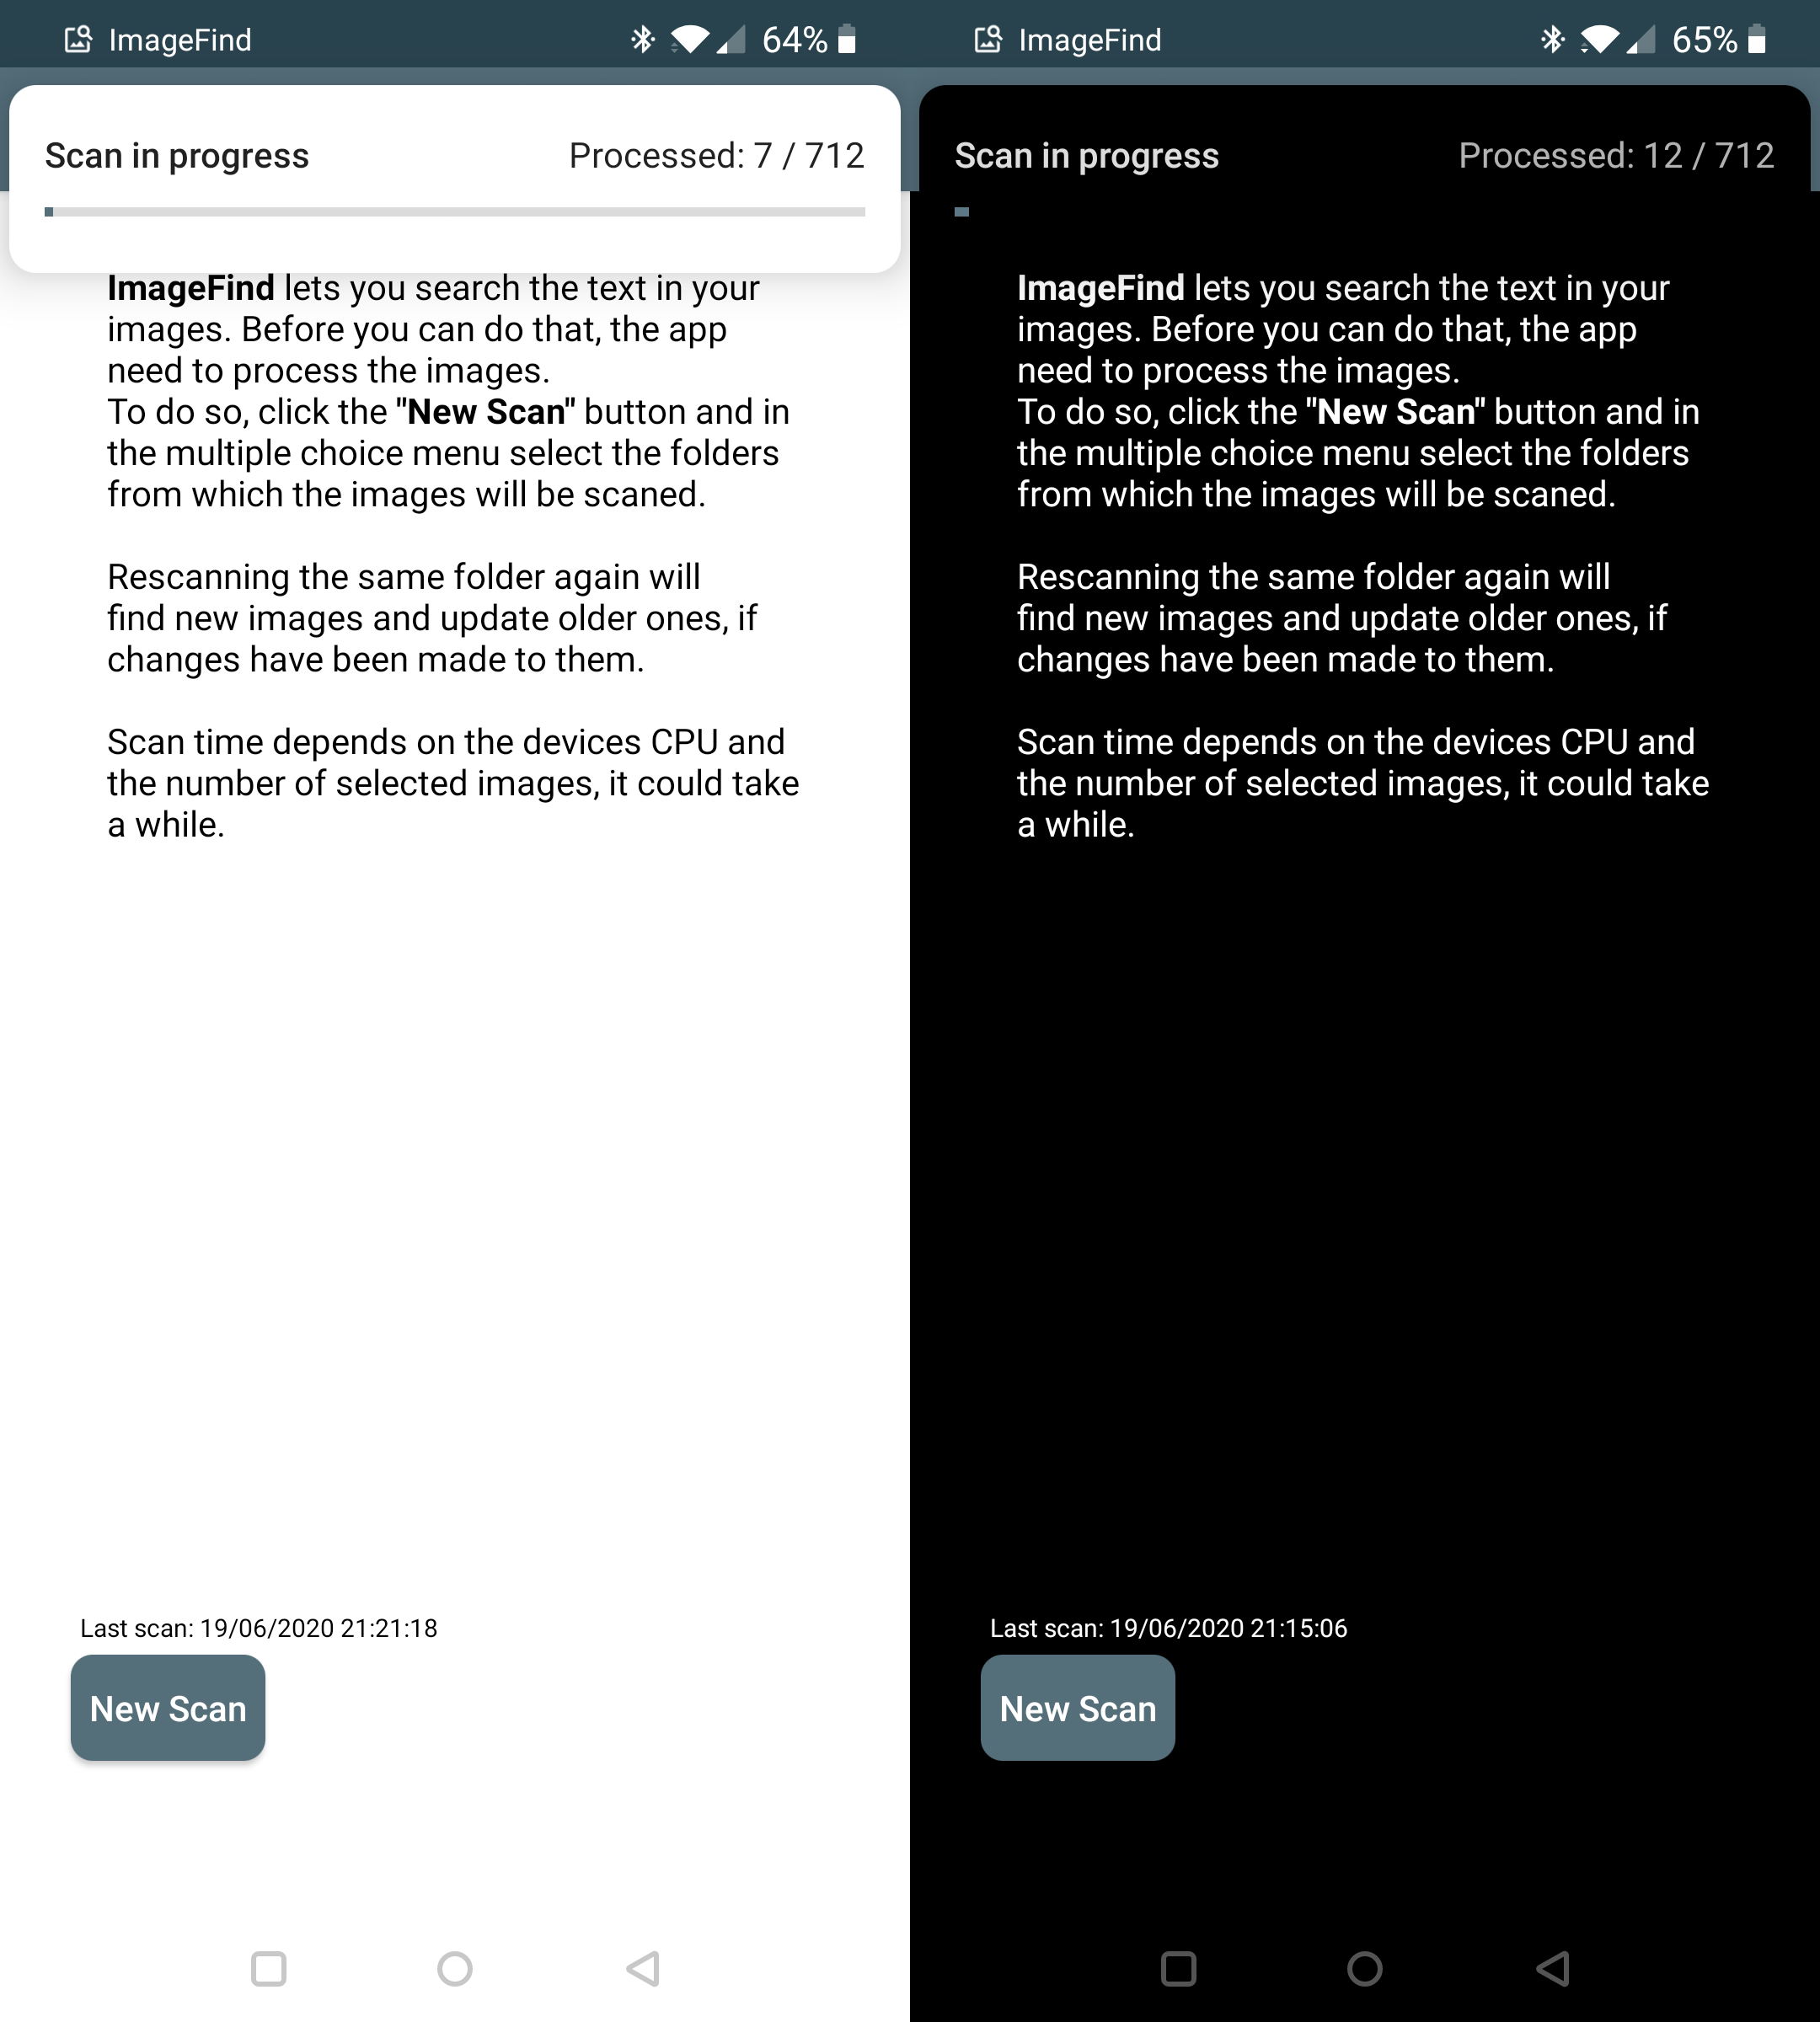 ImageFind
64%
Scan in progress
Processed: 7 / 712
ImageFind lets you search the text in your
images. Before you can do that, the app
need to process the images.
To do so, click the "New Scan" button and in
the multiple choice menu select the folders
from which the images will be scaned.
Rescanning the same folder again will
find new images and update older ones, if
changes have been made to them.
Scan time depends on the devices CPU and
the number of selected images, it could take
a while.
Last scan: 19/06/2020 21:21:18
New Scan
ImageFind
65%
Scan in progress
Processed: 12 / 712
ImageFind lets you search the text in your
images. Before you can do that, the app
need to process the images.
To do so, click the "New Scan" button and in
the multiple choice menu select the folders
from which the images will be scaned.
Rescanning the same folder again will
find new images and update older ones, if
changes have been made to them.
Scan time depends on the devices CPU and
the number of selected images, it could take
a while.
Last scan: 19/06/2020 21:15:06
New Scan